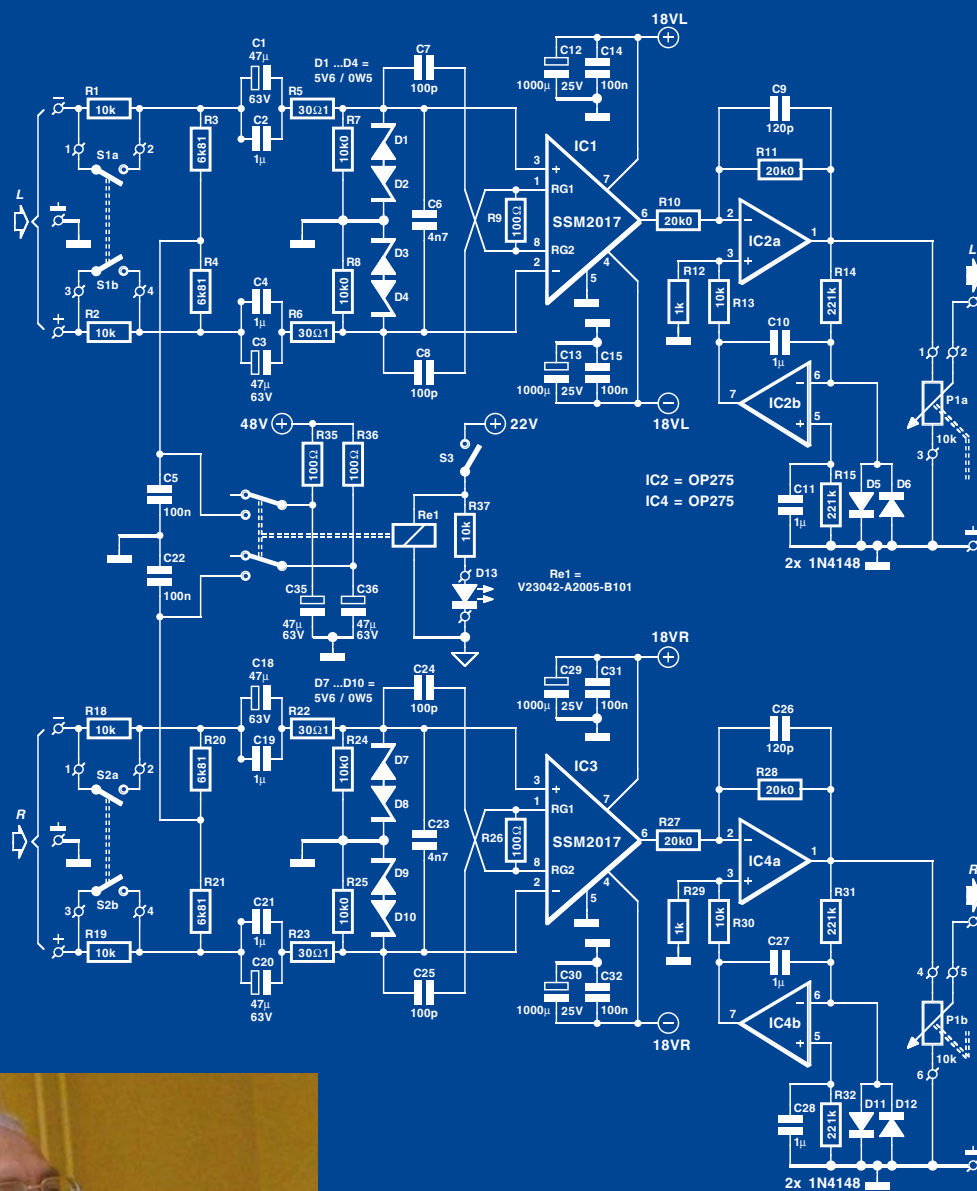 18VL
C1
47µ
63V
D1 ...D4 =
5V6 / 0W5
C7
100p
C12
1000µ 25V
C14
100n
C9
120p
R1
10k
R5
30Ω1
C2
1µ
R3
6k81
R7
10k0
D1
D2
IC1
R11
20k0
1 S1a 2
L
C6
4n7
R9
100Ω
3 +
1 RG1
SSM2017
8 RG2
2 −
7
6
4
5
R10
20k0
2 −
IC2a
3 +
1
L
S1b
3 4
R4
6k81
R8
10k0
D3
D4
R12
1k
R13
10k
R14
221k
R2
10k
C4
1µ
C3
47µ
63V
R6
30Ω1
C8
100p
C13
1000µ 25V
C15
100n
18VL
C10
1µ
7
IC2b
− 6
+ 5
1 2
P1a
10k
3
48V
R35
100Ω
R36
100Ω
22V
S3
C5
100n
C22
100n
Re1
R37
10k
D13
IC2 = OP275
IC4 = OP275
C11
1µ
R15
221k
D5
D6
2x 1N4148
C35
47µ
63V
C36
47µ
63V
Re1 =
V23042-A2005-B101
18VR
C18
47µ
63V
D7 ...D10 =
5V6 / 0W5
C24
100p
C29
1000µ 25V
C31
100n
C26
120p
R18
10k
R22
30Ω1
C19
1µ
R20
6k81
R24
10k0
D7
D8
IC3
R28
20k0
1 S2a 2
R
C23
4n7
R26
100Ω
3 +
1 RG1
SSM2017
8 RG2
2 −
7
6
4
5
R27
20k0
2 −
IC4a
3 +
1
R
S2b
3 4
R21
6k81
R25
10k0
D9
D10
R29
1k
R30
10k
R31
221k
R19
10k
C21
1µ
C20
47µ
63V
R23
30Ω1
C25
100p
C30
1000µ 25V
C32
100n
18VR
C27
1µ
7
IC4b
− 6
+ 5
4 5
P1b
10k
6
C28
1µ
R32
221k
D11
D12
2x 1N4148